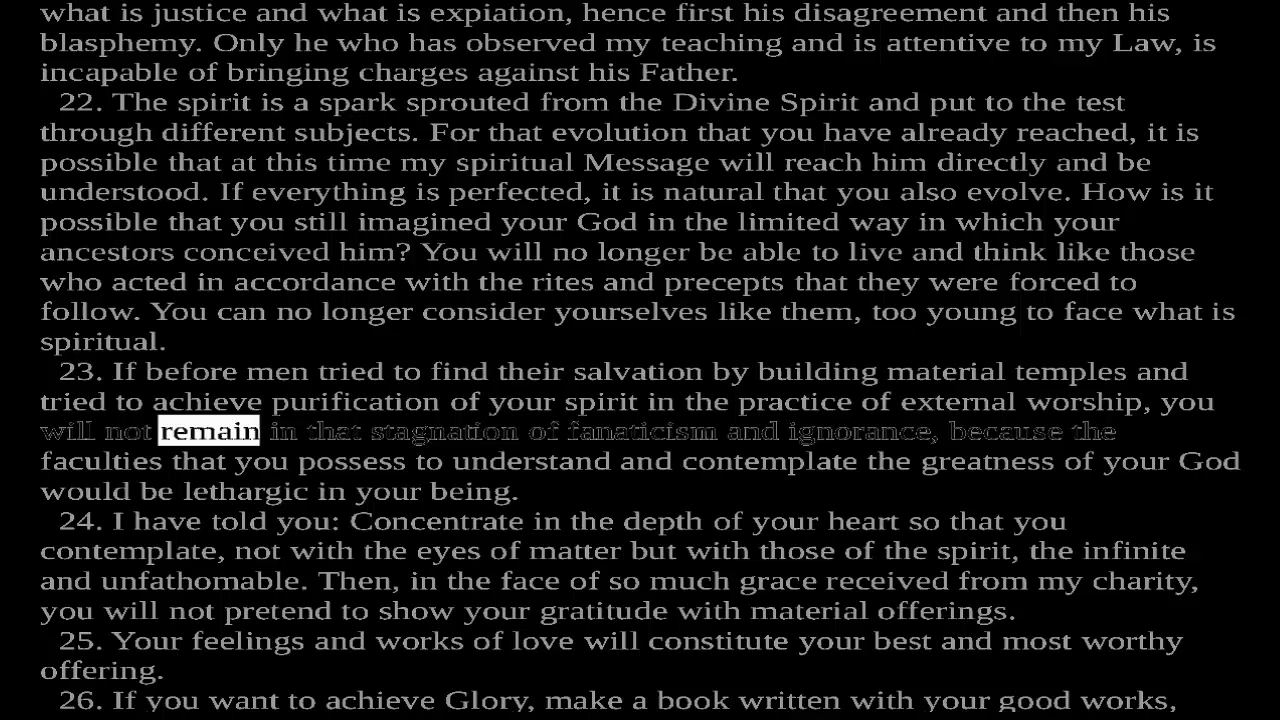 what is justice and what is expiation, hence first his disagreement and then his
blasphemy. Only he who has observed my teaching and is attentive to my Law, is
incapable of bringing charges against his Father.
22. The spirit is a spark sprouted from the Divine Spirit and put to the test
through different subjects. For that evolution that you have already reached, it is
possible that at this time my spiritual Message will reach him directly and be
understood. If everything is perfected, it is natural that you also evolve. How is it
possible that you still imagined your God in the limited way in which your
ancestors conceived him? You will no longer be able to live and think like those
who acted in accordance with the rites and precepts that they were forced to
follow. You can no longer consider yourselves like them, too young to face what is
spiritual.
23. If before men tried to find their salvation by building material temples and
tried to achieve purification of your spirit in the practice of external worship, you
will not remain in that stagnation of fanaticism and ignorance, because the
faculties that you possess to understand and contemplate the greatness of your God
would be lethargic in your being.
24. I have told you: Concentrate in the depth of your heart so that you
contemplate, not with the eyes of matter but with those of the spirit, the infinite
and unfathomable. Then, in the face of so much grace received from my charity,
you will not pretend to show your gratitude with material offerings.
25. Your feelings and works of love will constitute your best and most worthy
offering.
26. If you want to achieve Glory, make a book written with your good works,